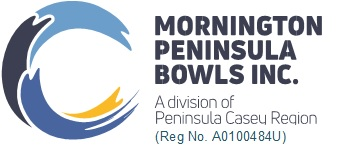 MORNINGTON
PENINSULA
BOWLS INC.
A division of
Peninsula Casey Region
(Reg No. A0100484U)